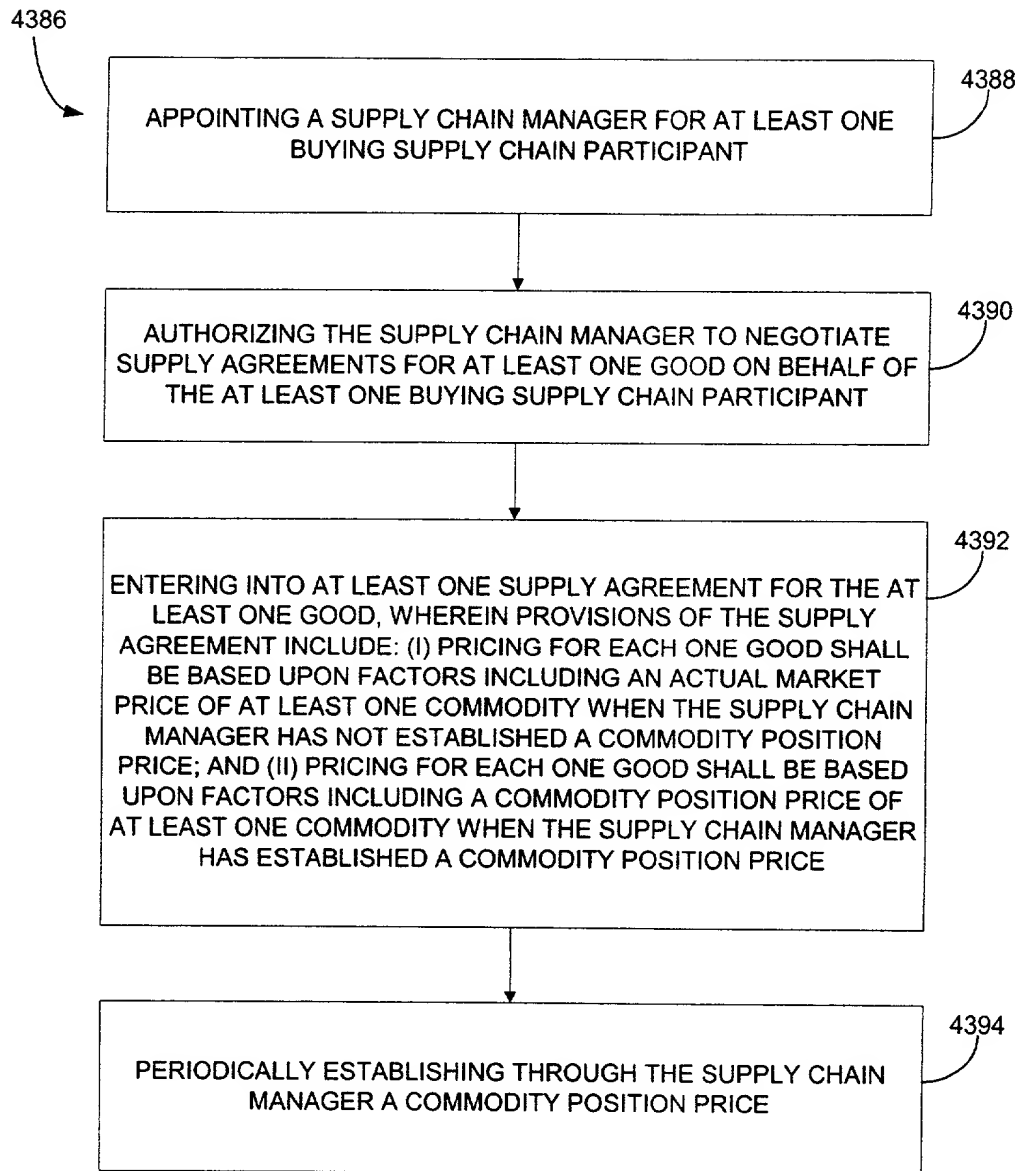 4386
4388
APPOINTING A SUPPLY CHAIN MANAGER FOR AT LEAST ONE
BUYING SUPPLY CHAIN PARTICIPANT
4390
AUTHORIZING THE SUPPLY CHAIN MANAGER TO NEGOTIATE
SUPPLY AGREEMENTS FOR AT LEAST ONE GOOD ON BEHALF OF
THE AT LEAST ONE BUYING SUPPLY CHAIN PARTICIPANT
4392
ENTERING INTO AT LEAST ONE SUPPLY AGREEMENT FOR THE AT
LEAST ONE GOOD, WHEREIN PROVISIONS OF THE SUPPLY
AGREEMENT INCLUDE: (I) PRICING FOR EACH ONE GOOD SHALL
BE BASED UPON FACTORS INCLUDING AN ACTUAL MARKET
PRICE OF AT LEAST ONE COMMODITY WHEN THE SUPPLY CHAIN
MANAGER HAS NOT ESTABLISHED A COMMODITY POSITION
PRICE; AND (II) PRICING FOR EACH ONE GOOD SHALL BE BASED
UPON FACTORS INCLUDING A COMMODITY POSITION PRICE OF
AT LEAST ONE COMMODITY WHEN THE SUPPLY CHAIN MANAGER
HAS ESTABLISHED A COMMODITY POSITION PRICE
4394
PERIODICALLY ESTABLISHING THROUGH THE SUPPLY CHAIN
MANAGER A COMMODITY POSITION PRICE